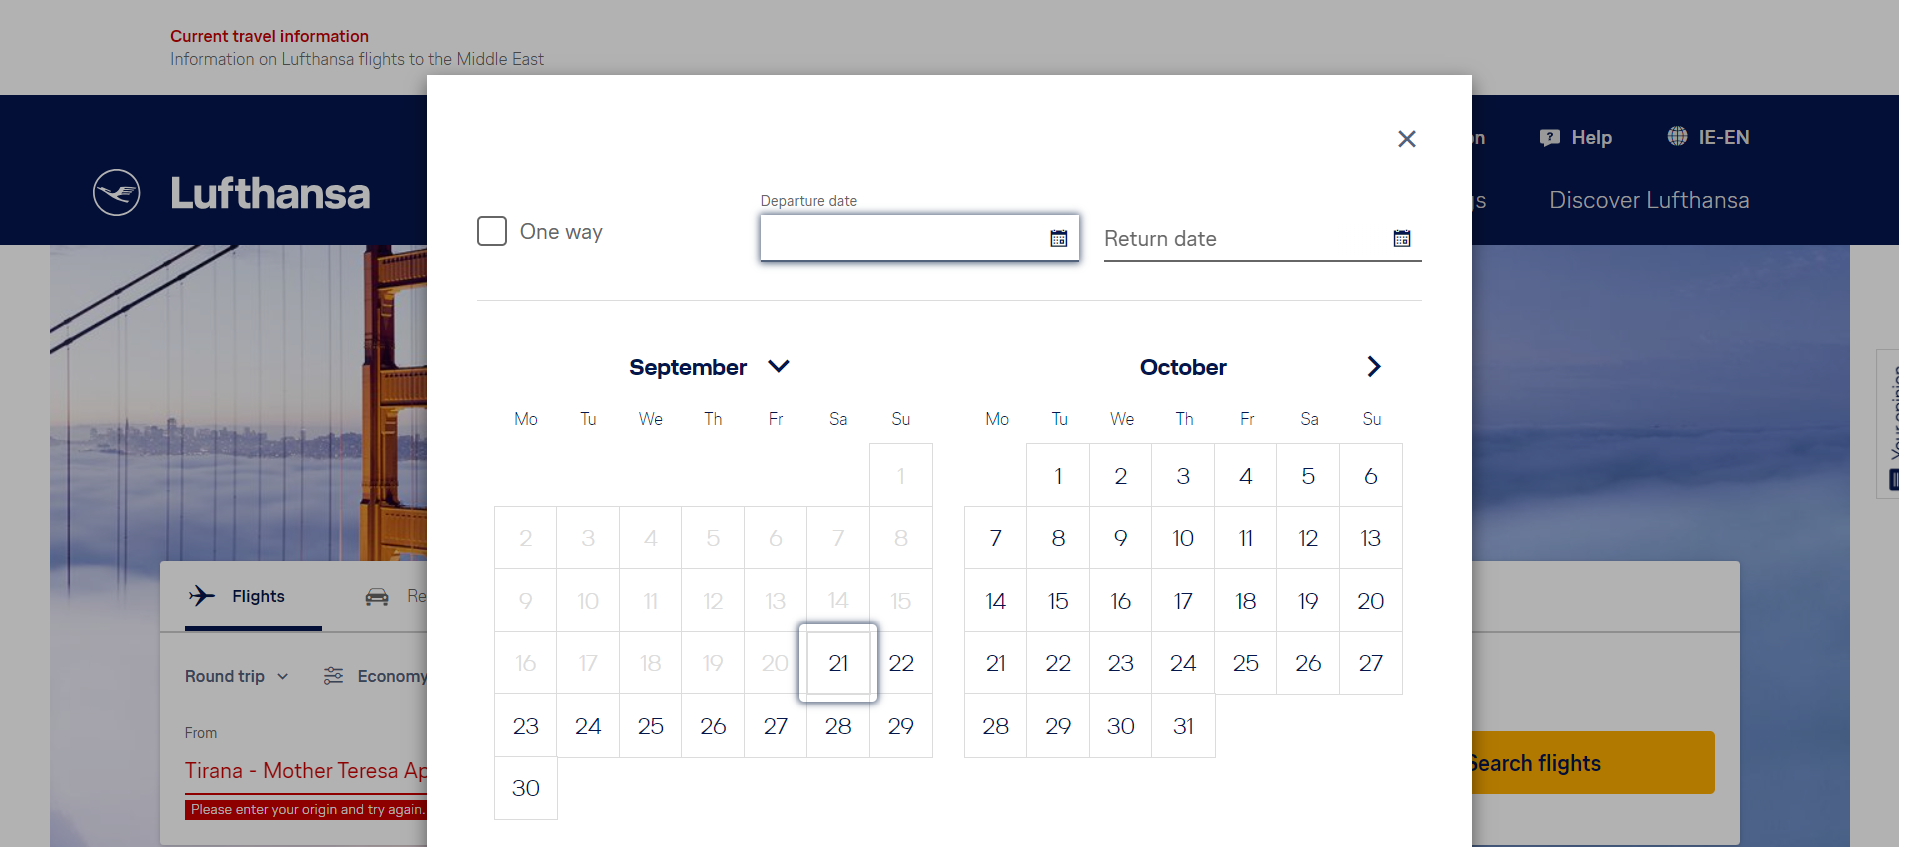 Current travel information
Information on Lufthansa flights to the Middle East
Help
IE-EN
Lufthansa
Discover Lufthansa
One way
Departure date
Return date
September
October
Mo Tu We Th Fr Sa Su
Mo Tu We Th Fr Sa Su
1
1 2 3 4 5 6
2 3 4 5 6 7 8
7 8 9 10 11 12 13
9 10 11 12 13 14 15
14 15 16 17 18 19 20
16 17 18 19 20 21 22
21 22 23 24 25 26 27
23 24 25 26 27 28 29
28 29 30 31
30
Flights
Round trip
Economy
From
Tirana - Mother Teresa Ap
Please enter your origin and try again.
Search flights
Your opinion